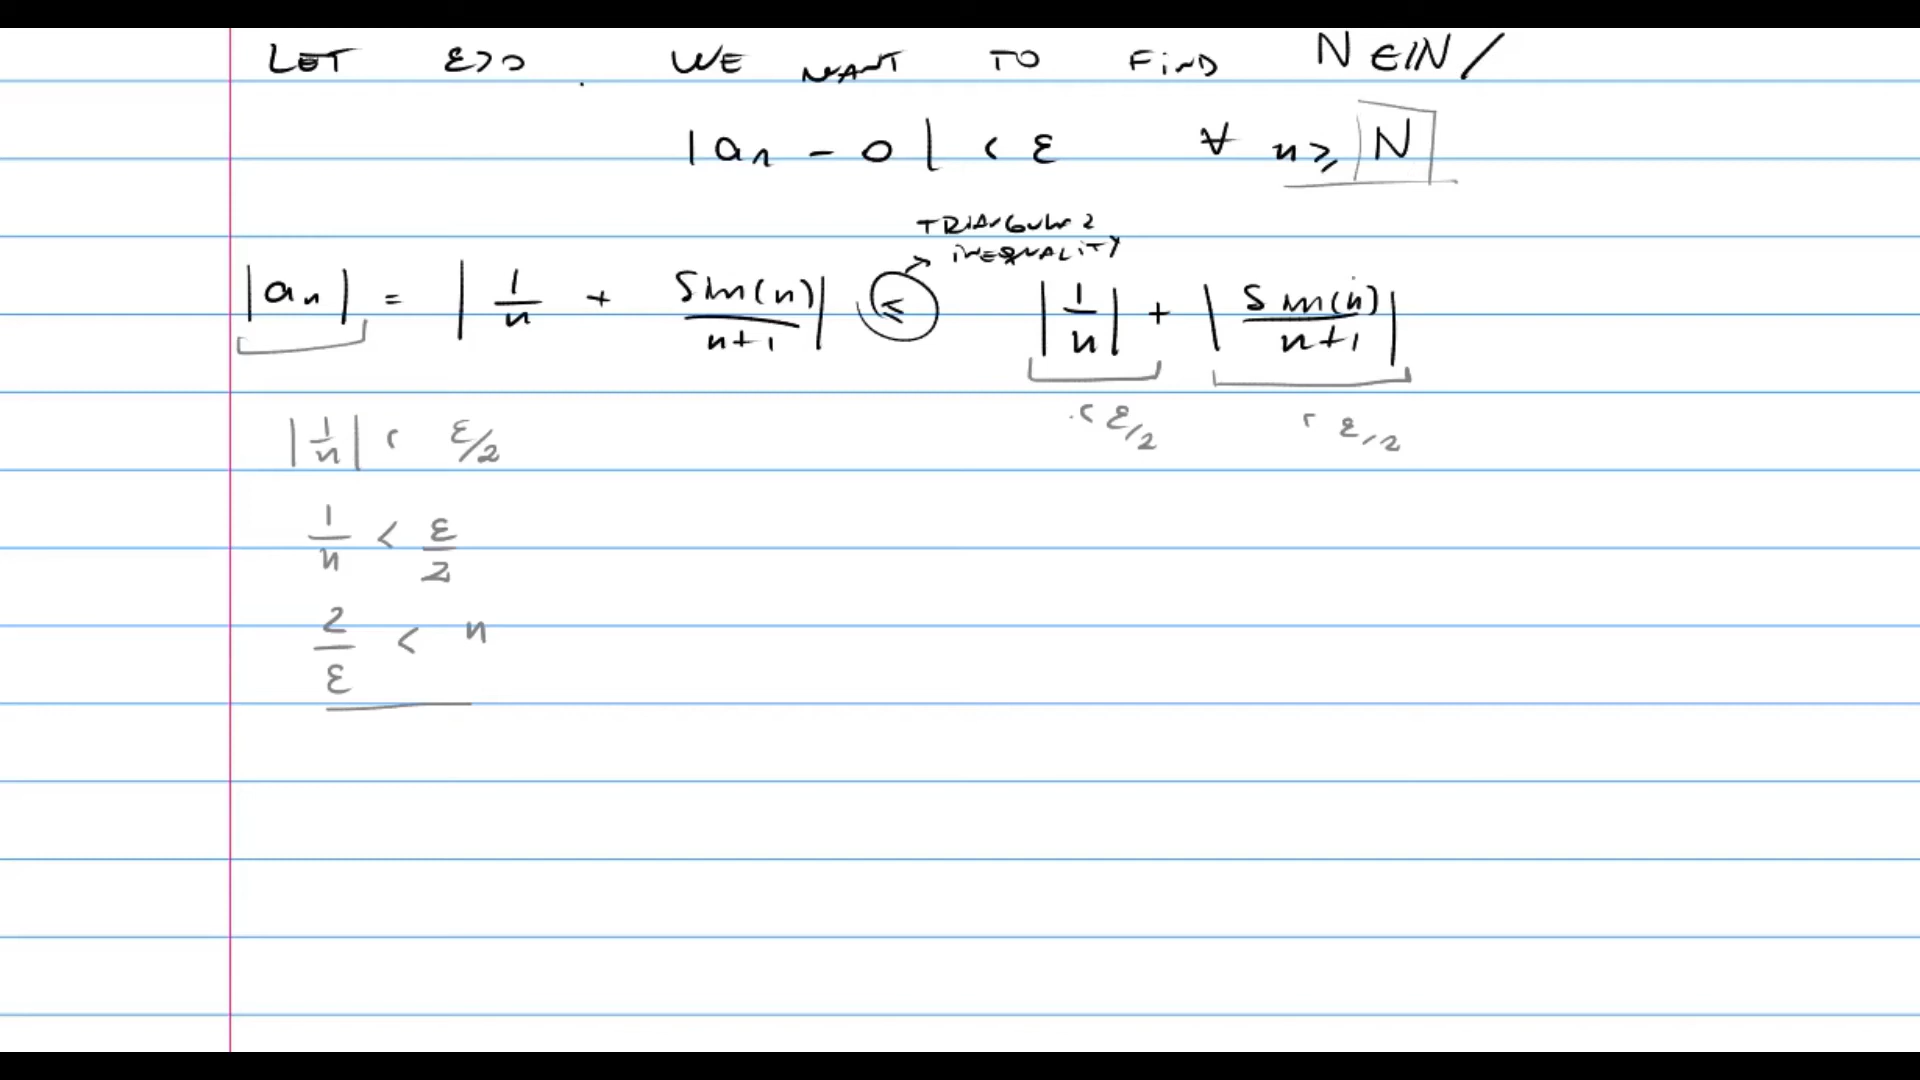 LET ε>0. WE WANT TO FIND N ∈ ℕ /
|aₙ - 0| < ε ∀ n ≥ N
TRIANGULAR
INEQUALITY
|aₙ| = |1/n + Sin(n)/n+1| ≤ |1/n| + |Sin(n)/n+1|
< ε/2 < ε/2
|1/n| < ε/2
1/n < ε/2
2/ε < n